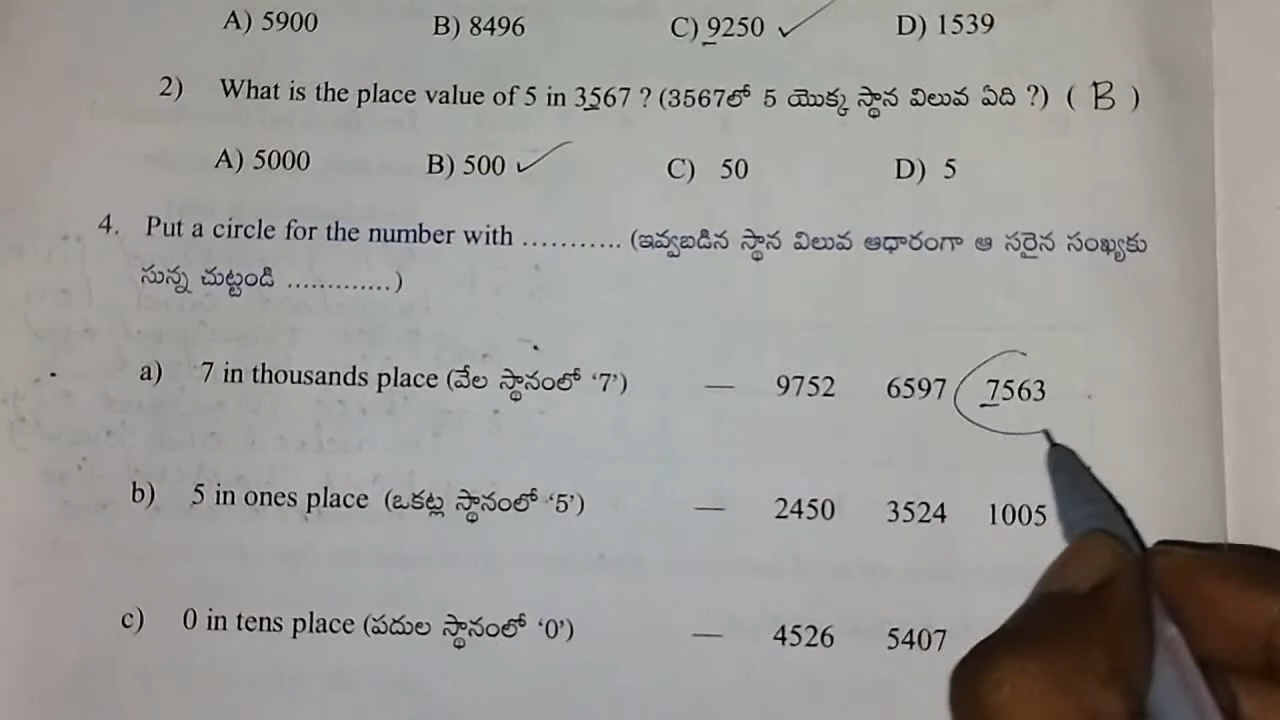 A) 5900 B) 8496 C) 9250 ✓ D) 1539
2) What is the place value of 5 in 3567 ? (3567లో 5 యొక్క స్థాన విలువ ఏది ?) ( B )
A) 5000 B) 500 ✓ C) 50 D) 5
4. Put a circle for the number with ........... (ఇవ్వబడిన స్థాన విలువ ఆధారంగా ఆ సరైన సంఖ్యకు
సున్న చుట్టండి .............)
a) 7 in thousands place (వేల స్థానంలో ‘7’) — 9752 6597 7563
b) 5 in ones place (ఒకట్ల స్థానంలో ‘5’) — 2450 3524 1005
c) 0 in tens place (పదుల స్థానంలో ‘0’) — 4526 5407